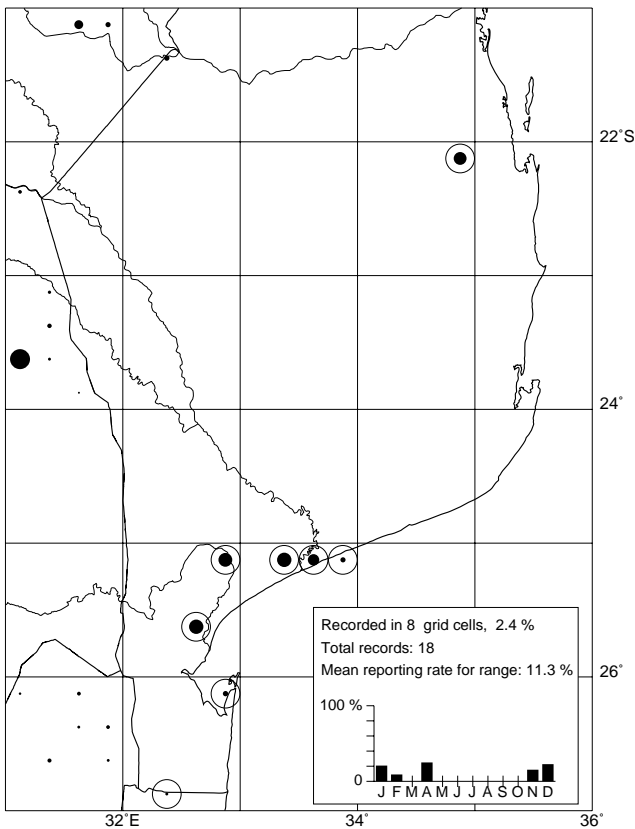 22°S
24°
Recorded in 8 grid cells, 2.4 %
Total records: 18
Mean reporting rate for range: 11.3 %
26°
100 %
0
J F M A M J J A S O N D
32°E
34°
36°